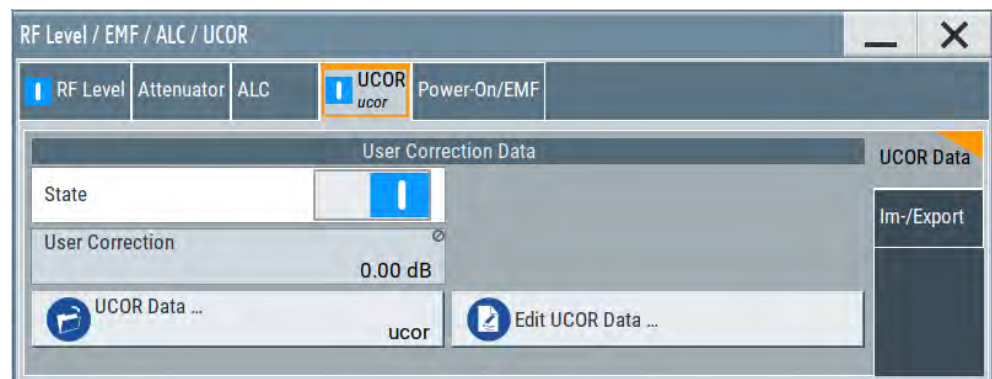 RF Level / EMF / ALC / UCOR
RF Level Attenuator ALC UCOR Power-On/EMF
ucor
User Correction Data
UCOR Data
State
Im-/Export
User Correction
0.00 dB
UCOR Data ...
ucor
Edit UCOR Data ...